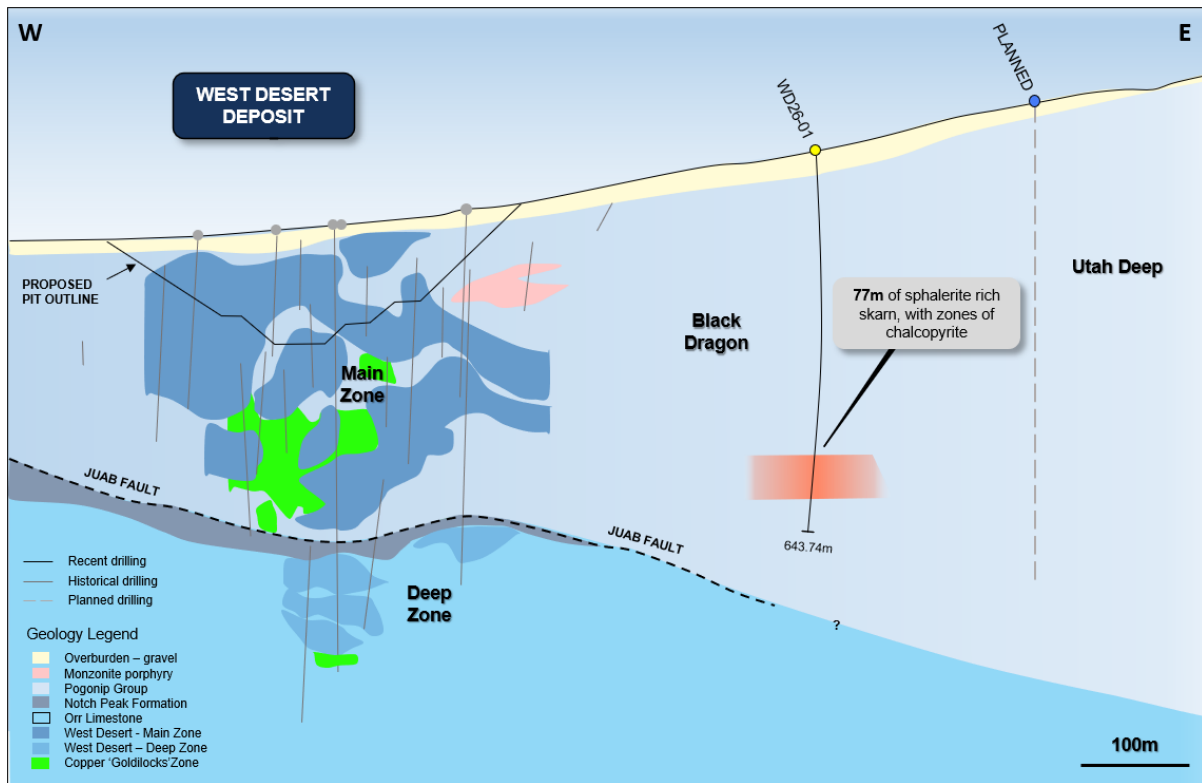 W
E
WEST DESERT
DEPOSIT
PLANNED
WD26-01
PROPOSED
PIT OUTLINE
Utah Deep
77m of sphalerite rich
skarn, with zones of
chalcopyrite
Black
Dragon
Main
Zone
JUAB FAULT
JUAB FAULT
643.74m
Deep
Zone
?
Recent drilling
Historical drilling
Planned drilling
Geology Legend
Overburden – gravel
Monzonite porphyry
Pogonip Group
Notch Peak Formation
Orr Limestone
West Desert - Main Zone
West Desert – Deep Zone
Copper ‘Goldilocks’Zone
100m